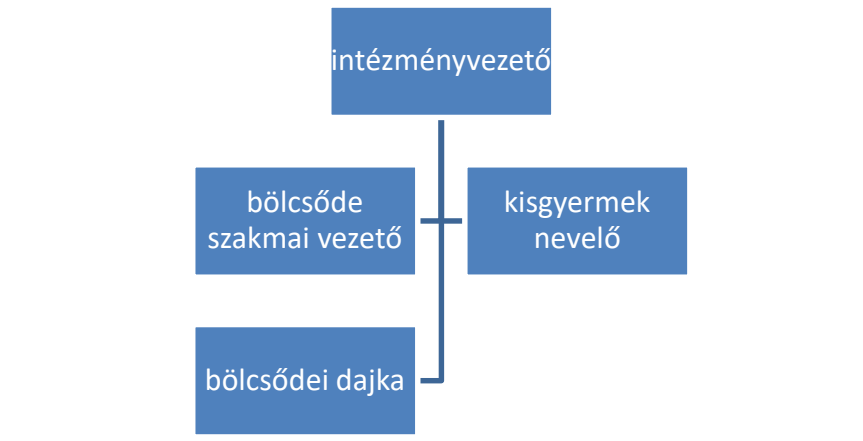 intézményvezető
bölcsőde
szakmai vezető
kisgyermek
nevelő
bölcsődei dajka